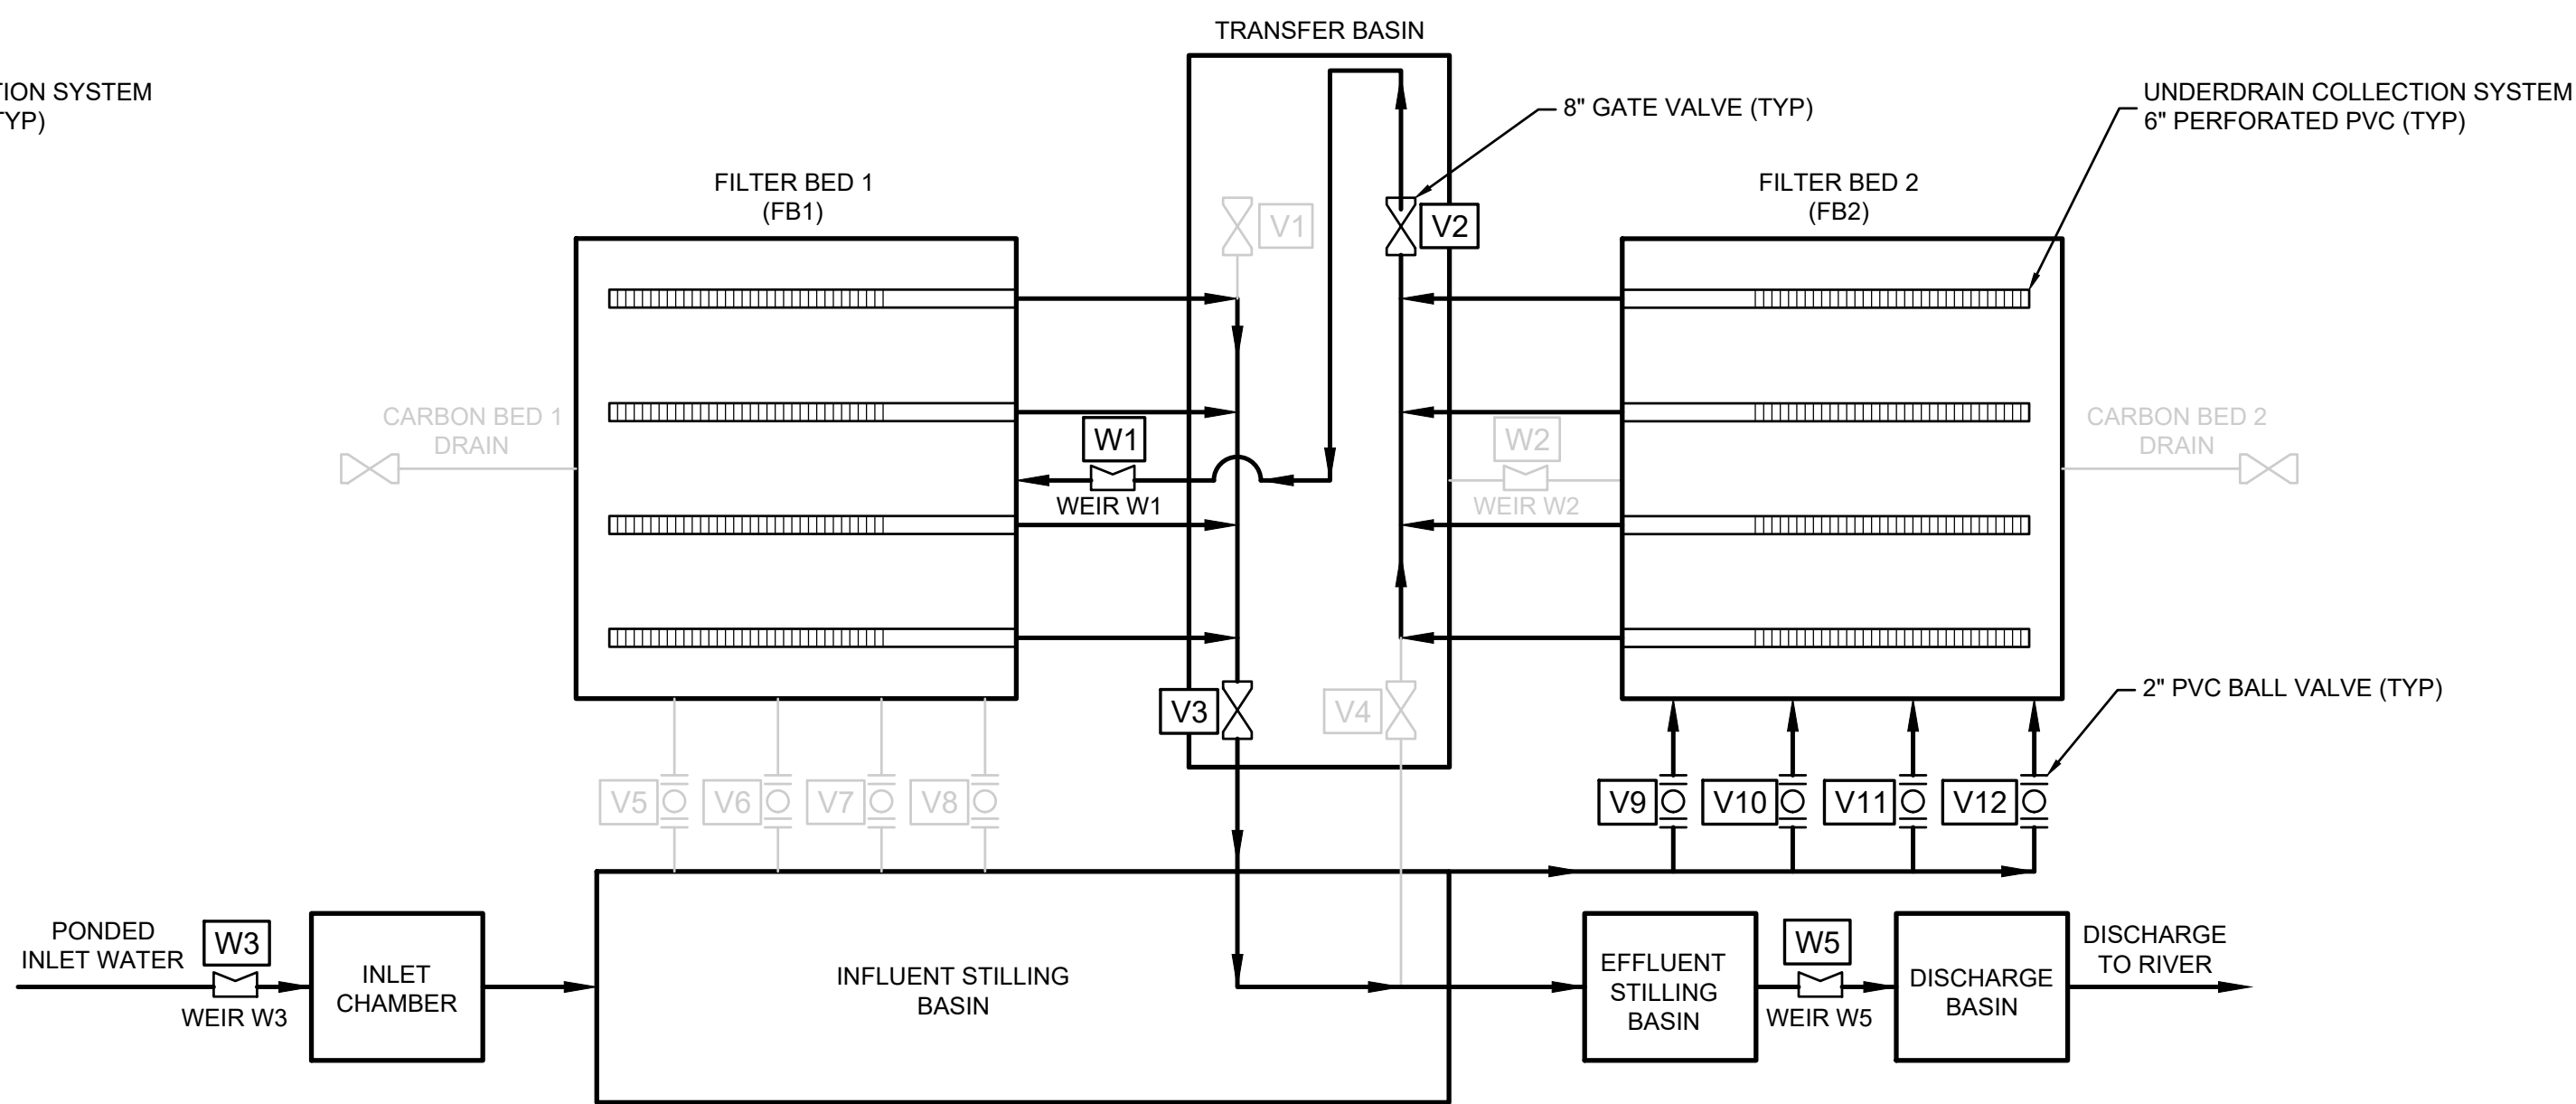 TRANSFER BASIN
TION SYSTEM
TYP)
8" GATE VALVE (TYP)
UNDERDRAIN COLLECTION SYSTEM
6" PERFORATED PVC (TYP)
FILTER BED 1
(FB1)
FILTER BED 2
(FB2)
V1
V2
CARBON BED 1
DRAIN
W1
WEIR W1
W2
WEIR W2
CARBON BED 2
DRAIN
V3
V4
2" PVC BALL VALVE (TYP)
V5
V6
V7
V8
V9
V10
V11
V12
PONDED
INLET WATER
W3
WEIR W3
INLET
CHAMBER
INFLUENT STILLING
BASIN
EFFLUENT
STILLING
BASIN
W5
WEIR W5
DISCHARGE
BASIN
DISCHARGE
TO RIVER